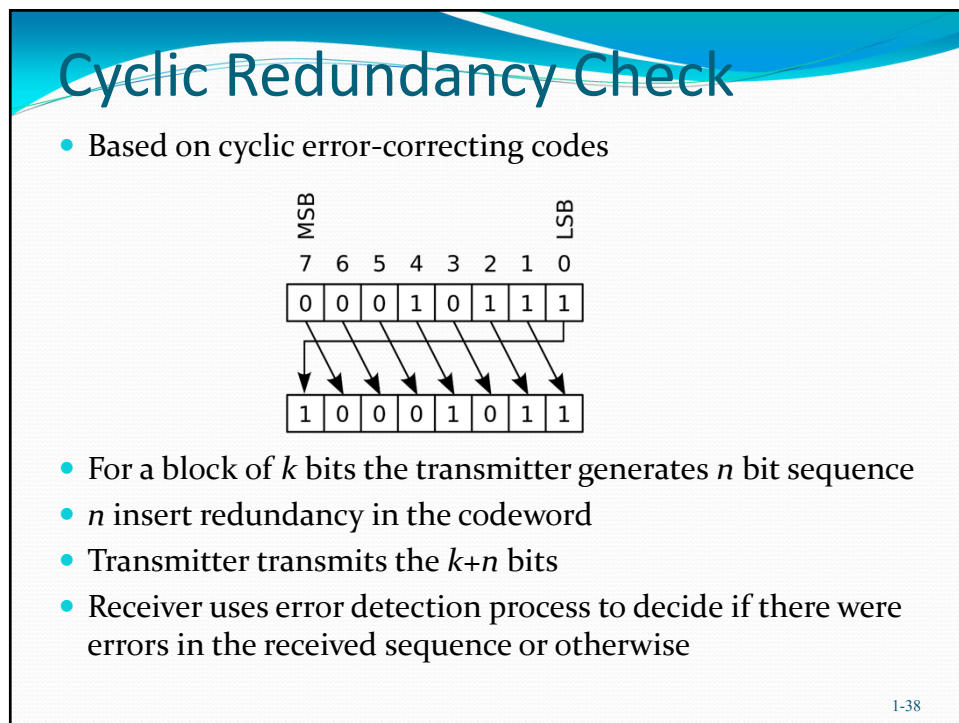 Cyclic Redundancy Check
• Based on cyclic error-correcting codes
MSB LSB
7 6 5 4 3 2 1 0
0 0 0 1 0 1 1 1
1 0 0 0 1 0 1 1
• For a block of k bits the transmitter generates n bit sequence
• n insert redundancy in the codeword
• Transmitter transmits the k+n bits
• Receiver uses error detection process to decide if there were
errors in the received sequence or otherwise
1-38